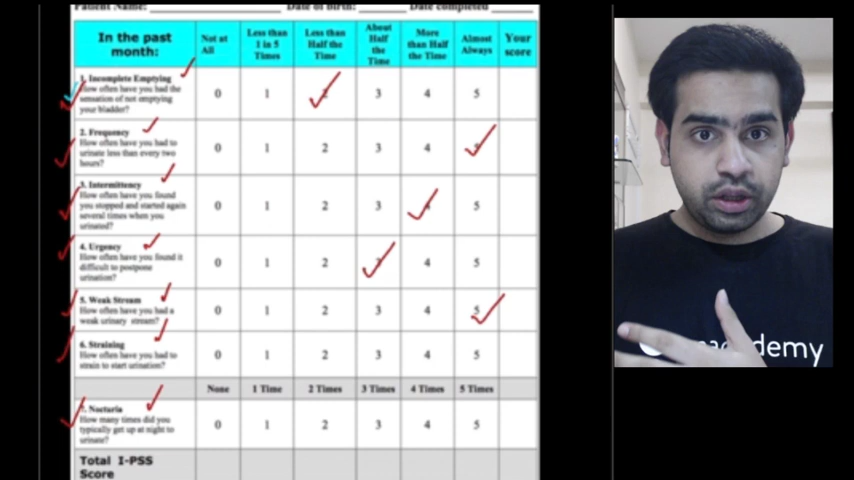 Patient Name: Date of birth: Date completed
In the past month:
Not at All
Less than 1 in 5 Times
Less than Half the Time
About Half the Time
More than Half the Time
Almost Always
Your score
1. Incomplete Emptying
How often have you had the
sensation of not emptying
your bladder?
0 1 3 4 5
2. Frequency
How often have you had to
urinate less than every two
hours?
0 1 2 3 4
3. Intermittency
How often have you found
you stopped and started again
several times when you
urinated?
0 1 2 3 4 5
4. Urgency
How often have you found it
difficult to postpone
urination?
0 1 2 4 5
5. Weak Stream
How often have you had a
weak urinary stream?
0 1 2 3 4 5
6. Straining
How often have you had to
strain to start urination?
0 1 2 3 4 5
None 1 Time 2 Times 3 Times 4 Times 5 Times
7. Nocturia
How many times did you
typically get up at night to
urinate?
0 1 2 3 4 5
Total I-PSS
Score